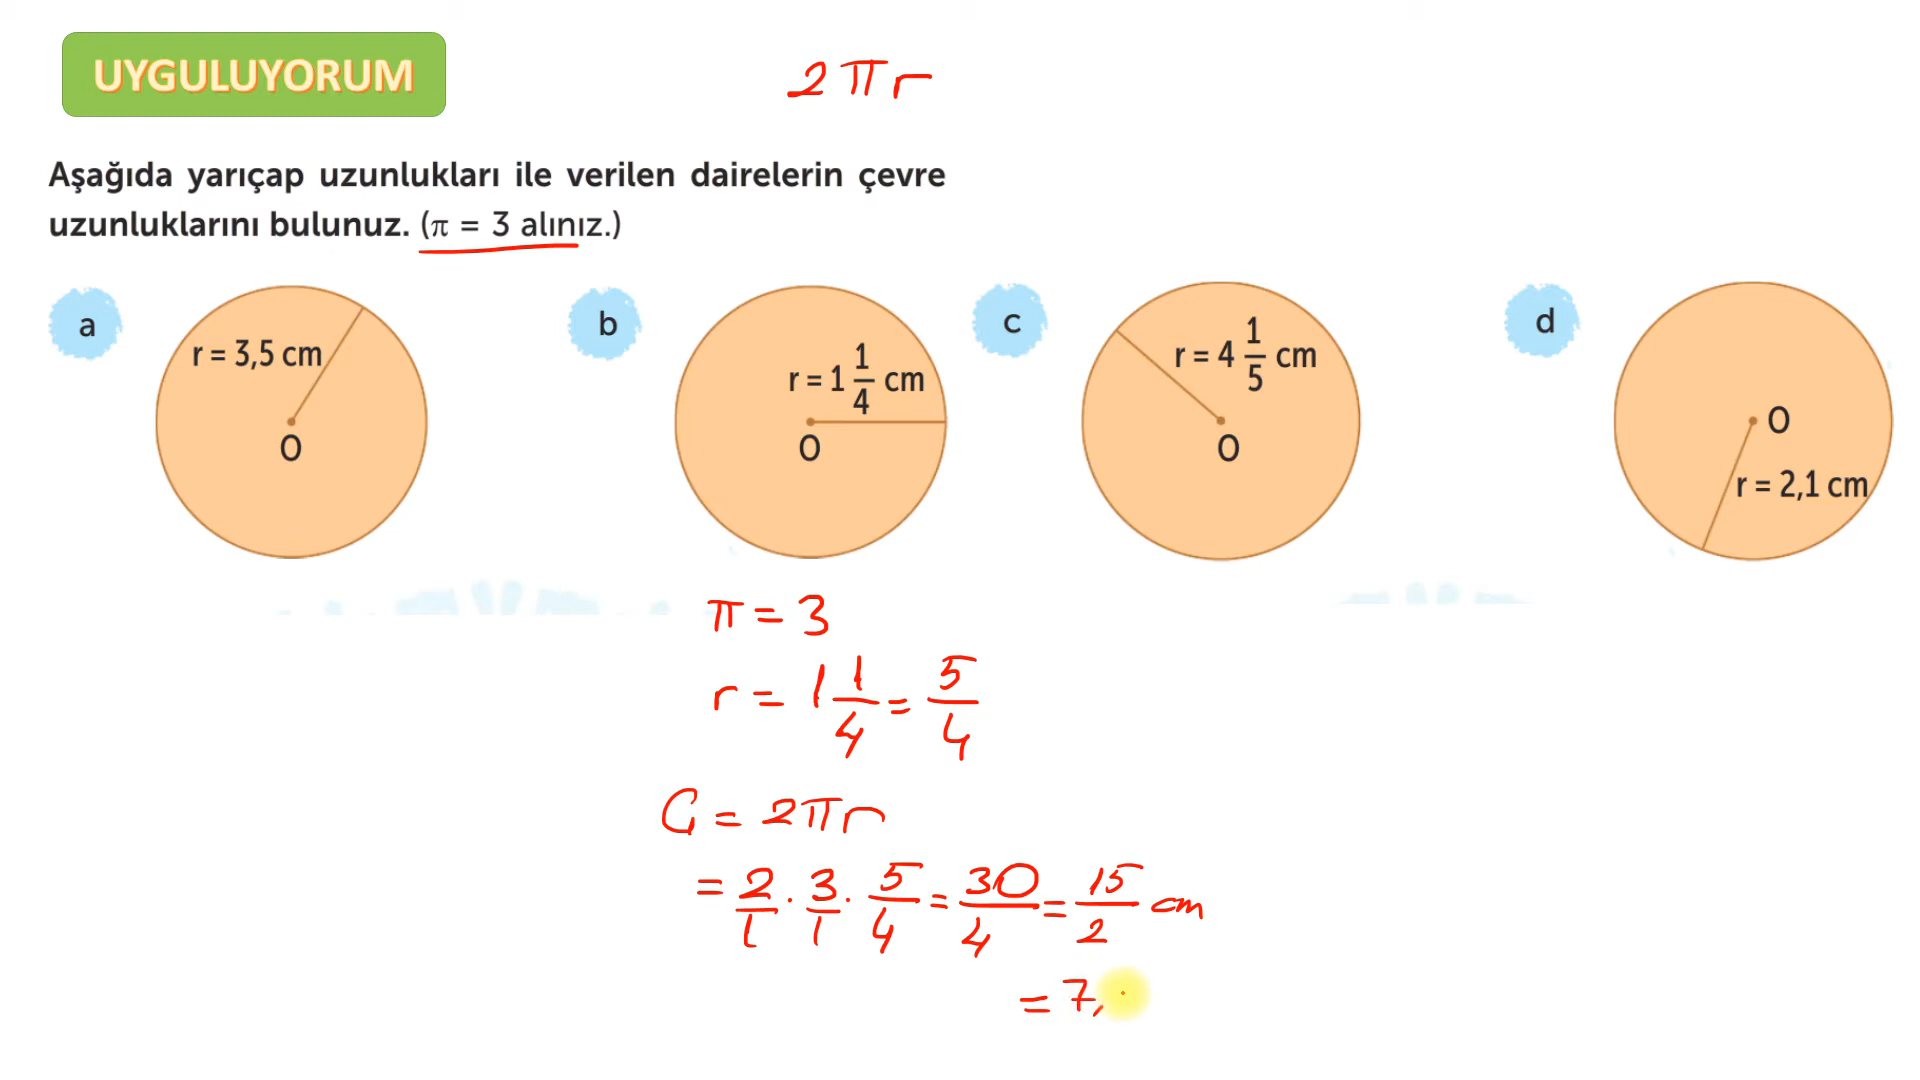 UYGULUYORUM
2πr
Aşağıda yarıçap uzunlukları ile verilen dairelerin çevre
uzunluklarını bulunuz. (π = 3 alınız.)
a
r = 3,5 cm
O
b
r = 1 1/4 cm
O
c
r = 4 1/5 cm
O
d
O
r = 2,1 cm
π = 3
r = 1 1/4 = 5/4
Ç = 2πr
= 2/1 · 3/1 · 5/4 = 30/4 = 15/2 cm
= 7,